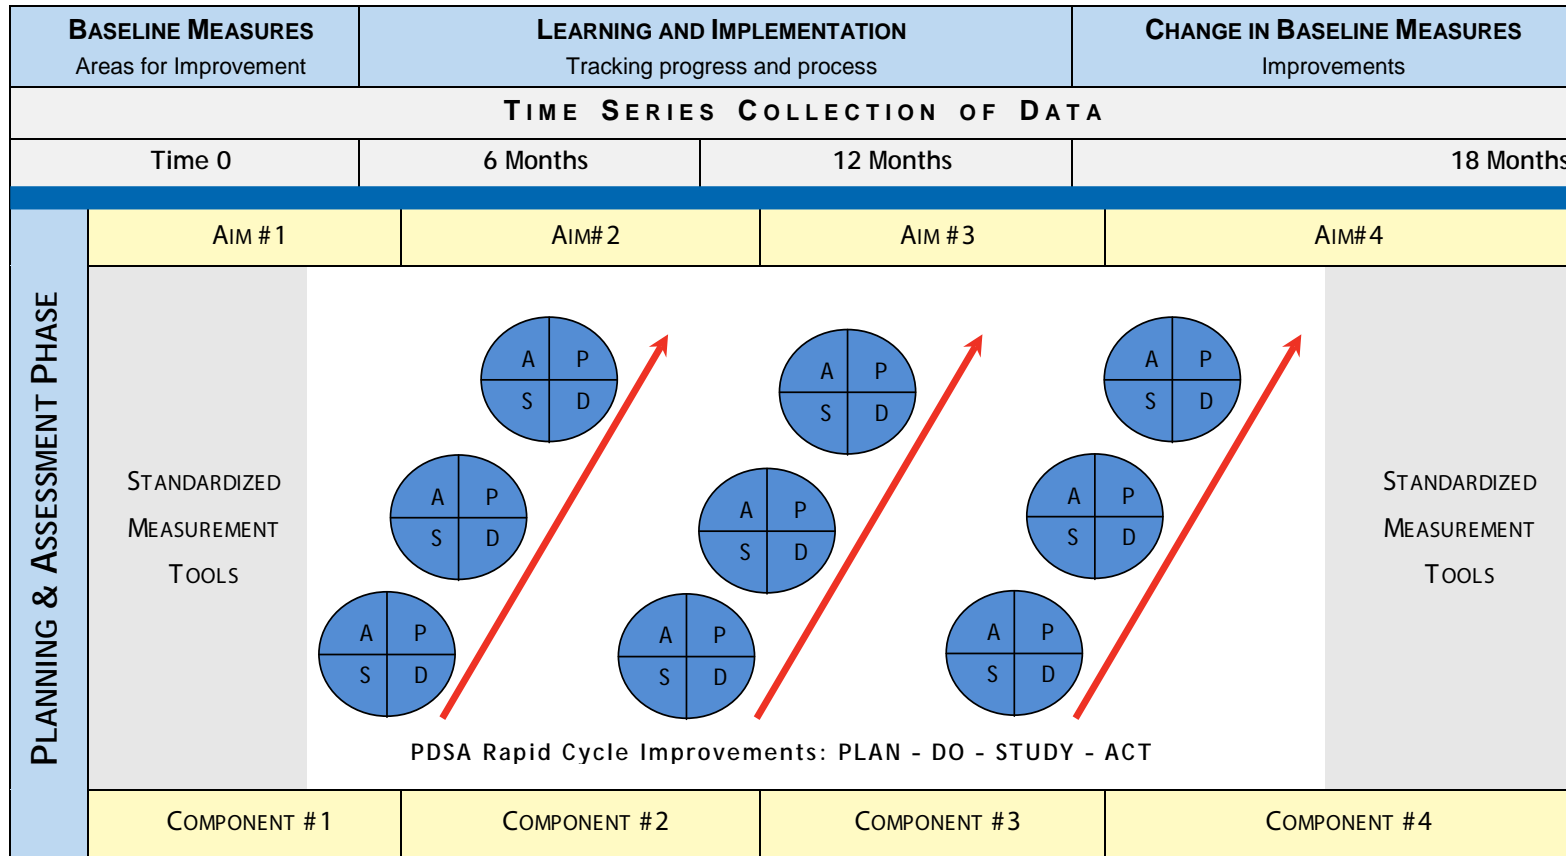 BASELINE MEASURES
Areas for Improvement
LEARNING AND IMPLEMENTATION
Tracking progress and process
CHANGE IN BASELINE MEASURES
Improvements
TIME SERIES COLLECTION OF DATA
Time 0
6 Months
12 Months
18 Months
PLANNING & ASSESSMENT PHASE
AIM #1
AIM#2
AIM #3
AIM#4
STANDARDIZED
MEASUREMENT
TOOLS
A P
S D
A P
S D
A P
S D
A P
S D
A P
S D
A P
S D
A P
S D
A P
S D
A P
S D
STANDARDIZED
MEASUREMENT
TOOLS
PDSA Rapid Cycle Improvements: PLAN - DO - STUDY - ACT
COMPONENT #1
COMPONENT #2
COMPONENT #3
COMPONENT #4